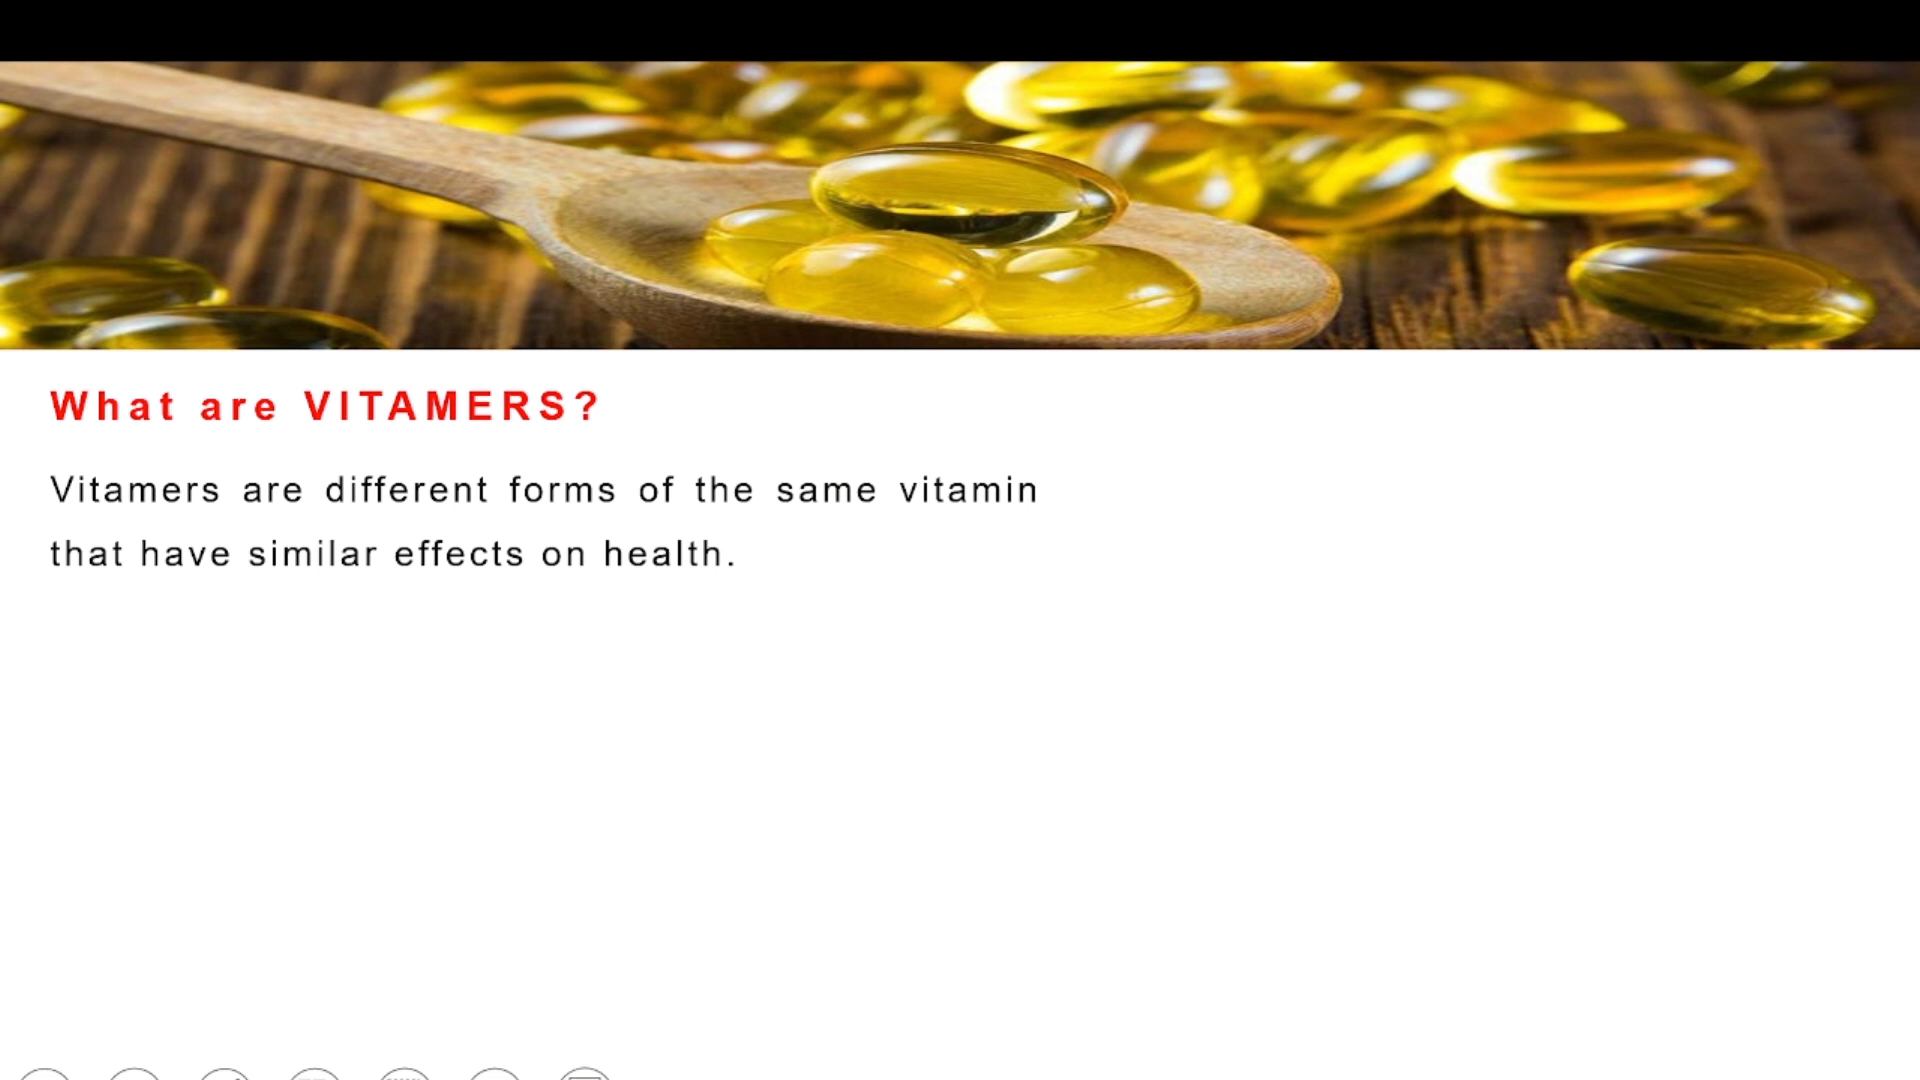 What are VITAMERS?
Vitamers are different forms of the same vitamin
that have similar effects on health.